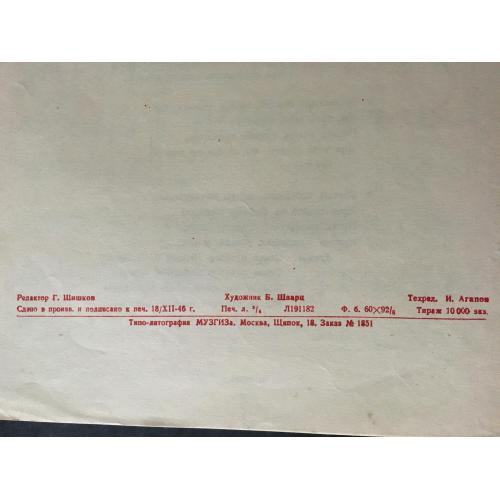 Редактор Г. Шишков Художник Б. Шварц Техред. И. Агапов
Сдано в произв. и подписано к печ. 18/XII-46 г. Печ. л. ³/₄ Л191182 Ф. б. 60×92/₈ Тираж 10 000 экз.
Типо-литография МУЗГИЗа. Москва, Щипок, 18. Заказ № 1851